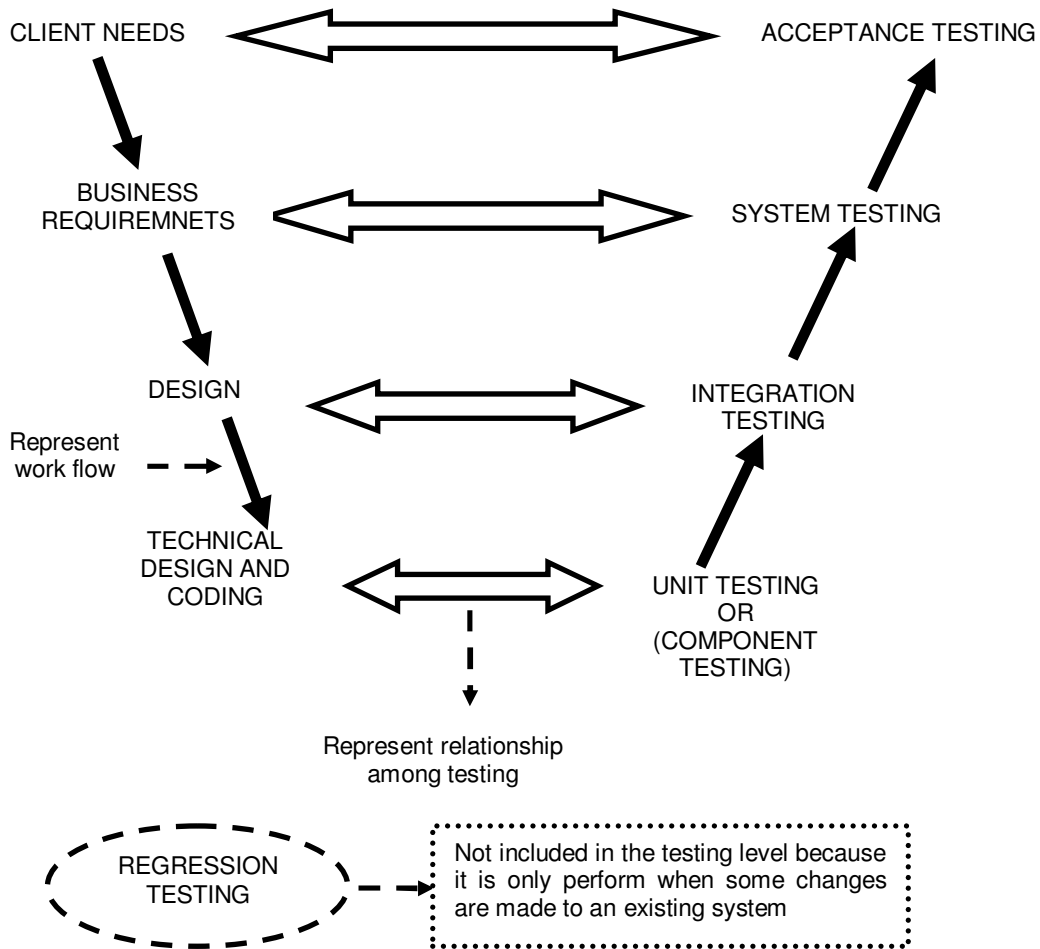 CLIENT NEEDS
ACCEPTANCE TESTING
BUSINESS
REQUIREMNETS
SYSTEM TESTING
DESIGN
INTEGRATION
TESTING
Represent
work flow
TECHNICAL
DESIGN AND
CODING
UNIT TESTING
OR
(COMPONENT
TESTING)
Represent relationship
among testing
REGRESSION
TESTING
Not included in the testing level because
it is only perform when some changes
are made to an existing system